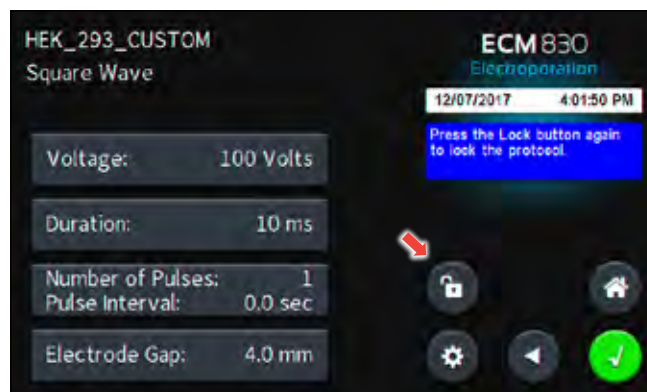 HEK_293_CUSTOM
Square Wave
Voltage: 100 Volts
Duration: 10 ms
Number of Pulses: 1
Pulse Interval: 0.0 sec
Electrode Gap: 4.0 mm
ECM 830
Electroporation
12/07/2017 4:01:50 PM
Press the Lock button again
to lock the protocol.